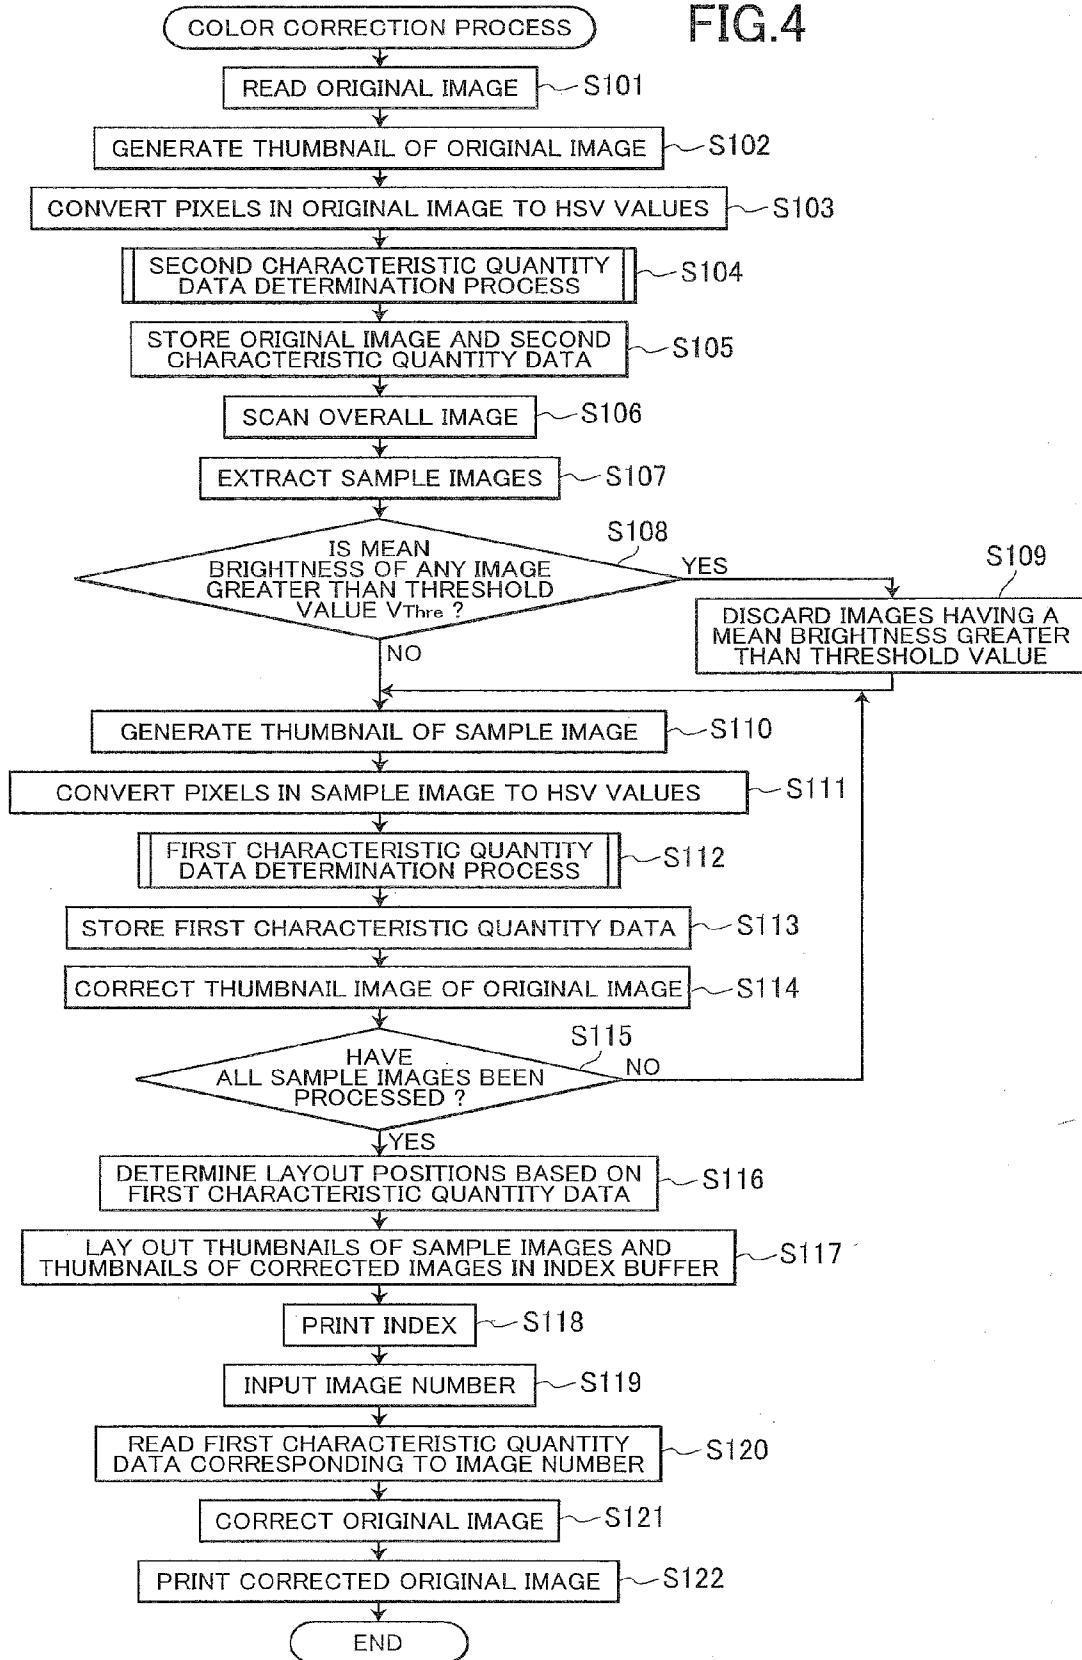 FIG.4
COLOR CORRECTION PROCESS
READ ORIGINAL IMAGE
S101
GENERATE THUMBNAIL OF ORIGINAL IMAGE
S102
CONVERT PIXELS IN ORIGINAL IMAGE TO HSV VALUES
S103
SECOND CHARACTERISTIC QUANTITY
DATA DETERMINATION PROCESS
S104
STORE ORIGINAL IMAGE AND SECOND
CHARACTERISTIC QUANTITY DATA
S105
SCAN OVERALL IMAGE
S106
EXTRACT SAMPLE IMAGES
S107
IS MEAN
BRIGHTNESS OF ANY IMAGE
GREATER THAN THRESHOLD
VALUE VThre ?
S108
YES
NO
S109
DISCARD IMAGES HAVING A
MEAN BRIGHTNESS GREATER
THAN THRESHOLD VALUE
GENERATE THUMBNAIL OF SAMPLE IMAGE
S110
CONVERT PIXELS IN SAMPLE IMAGE TO HSV VALUES
S111
FIRST CHARACTERISTIC QUANTITY
DATA DETERMINATION PROCESS
S112
STORE FIRST CHARACTERISTIC QUANTITY DATA
S113
CORRECT THUMBNAIL IMAGE OF ORIGINAL IMAGE
S114
HAVE
ALL SAMPLE IMAGES BEEN
PROCESSED ?
S115
NO
YES
DETERMINE LAYOUT POSITIONS BASED ON
FIRST CHARACTERISTIC QUANTITY DATA
S116
LAY OUT THUMBNAILS OF SAMPLE IMAGES AND
THUMBNAILS OF CORRECTED IMAGES IN INDEX BUFFER
S117
PRINT INDEX
S118
INPUT IMAGE NUMBER
S119
READ FIRST CHARACTERISTIC QUANTITY
DATA CORRESPONDING TO IMAGE NUMBER
S120
CORRECT ORIGINAL IMAGE
S121
PRINT CORRECTED ORIGINAL IMAGE
S122
END